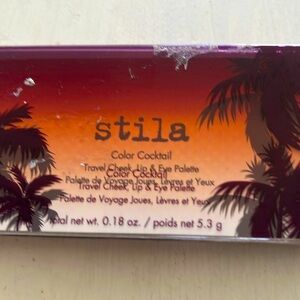 stila
Color Cocktail
Travel Cheek, Lip & Eye Palette
Color Cocktail
Palette de Voyage Joues, Lèvres et Yeux
Travel Cheek, Lip & Eye Palette
Palette de Voyage Joues, Lèvres et Yeux
total net wt. 0.18 oz. / poids net 5.3 g